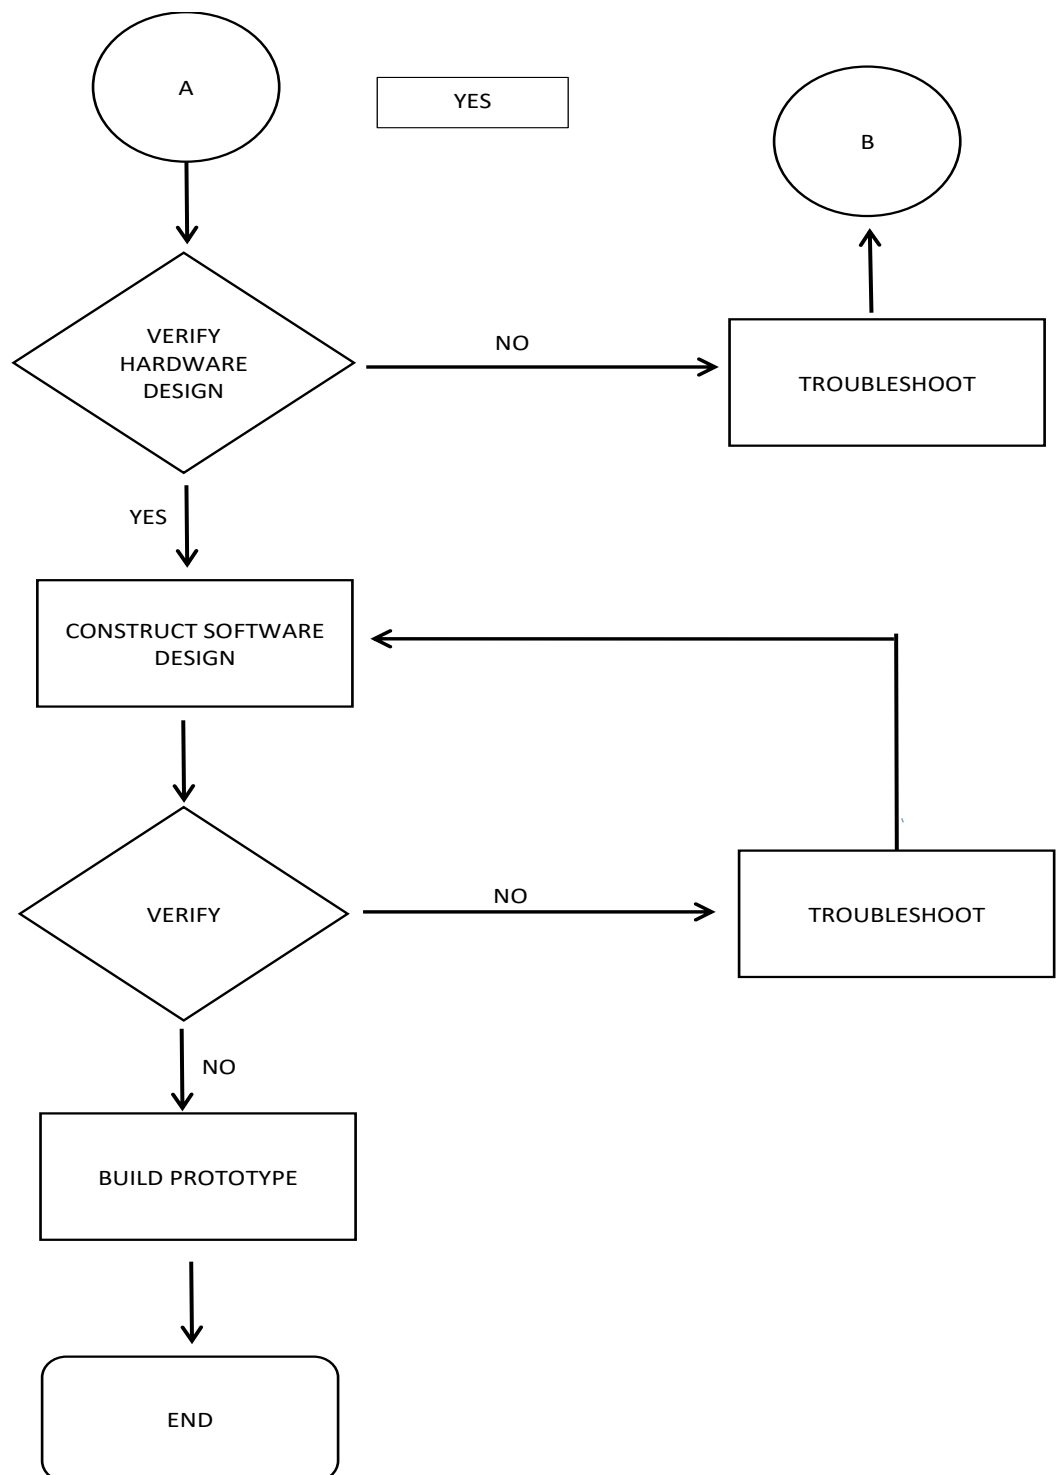 A
YES
B
VERIFY
HARDWARE
DESIGN
NO
TROUBLESHOOT
YES
CONSTRUCT SOFTWARE
DESIGN
VERIFY
NO
TROUBLESHOOT
NO
BUILD PROTOTYPE
END